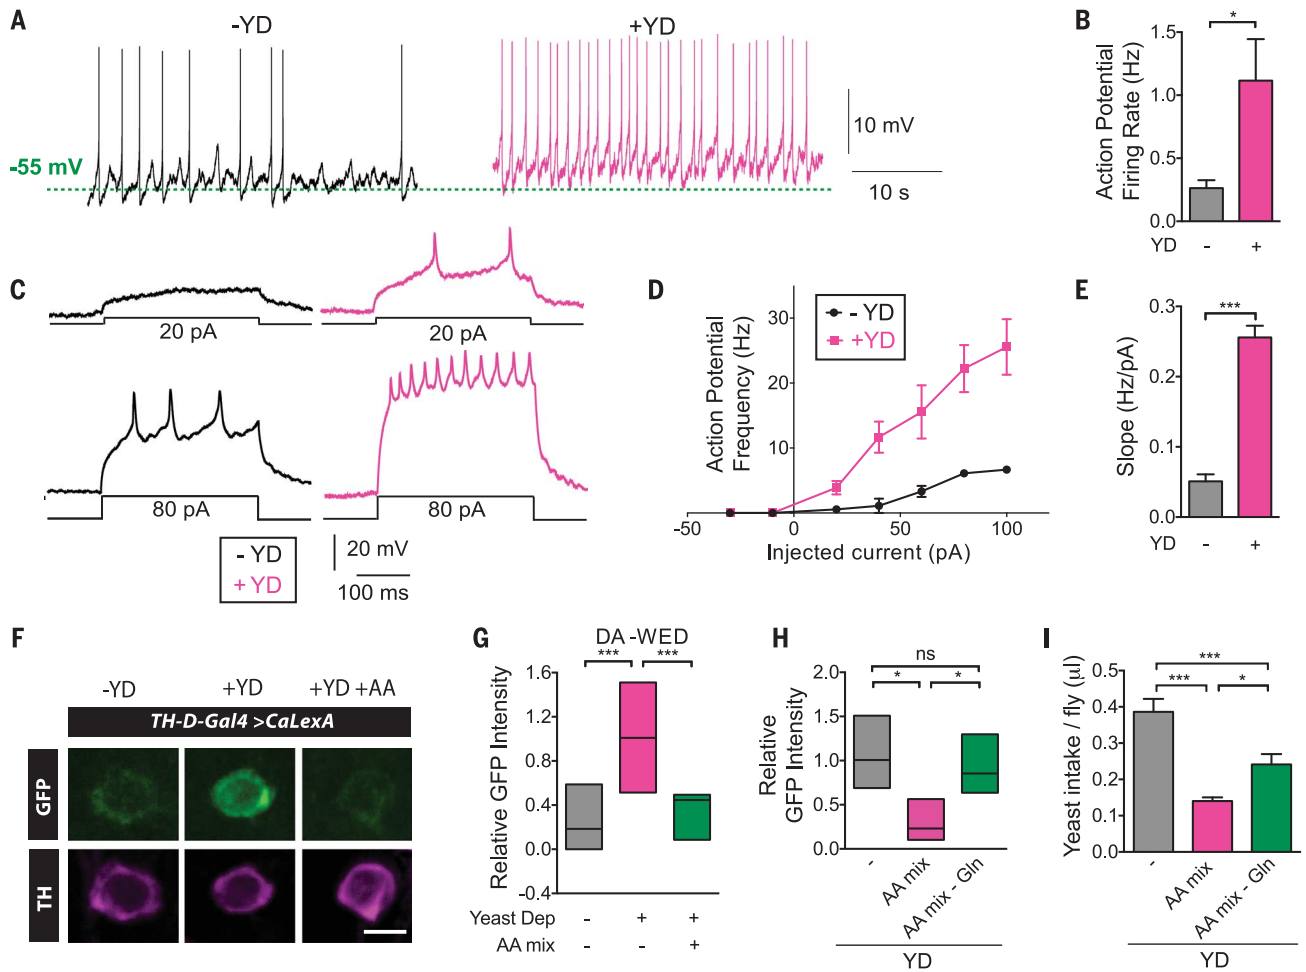 A
-YD
+YD
-55 mV
10 mV
10 s
B
*
Action Potential
Firing Rate (Hz)
1.5
1.0
0.5
0.0
YD - +
C
20 pA
20 pA
80 pA
80 pA
- YD
+ YD
20 mV
100 ms
D
Action Potential
Frequency (Hz)
30
20
10
- YD
+YD
-50 0 50 100
Injected current (pA)
E
***
Slope (Hz/pA)
0.3
0.2
0.1
0.0
YD - +
F
-YD +YD +YD +AA
TH-D-Gal4 >CaLexA
GFP
TH
G
DA -WED
*** ***
Relative GFP Intensity
1.6
1.2
0.8
0.4
0.0
-0.4
Yeast Dep - + +
AA mix - - +
H
ns
* *
Relative
GFP Intensity
2.0
1.5
1.0
0.5
0.0
-
AA mix
AA mix - Gln
YD
I
***
*** *
Yeast intake / fly (µl)
0.4
0.3
0.2
0.1
0.0
-
AA mix
AA mix - Gln
YD